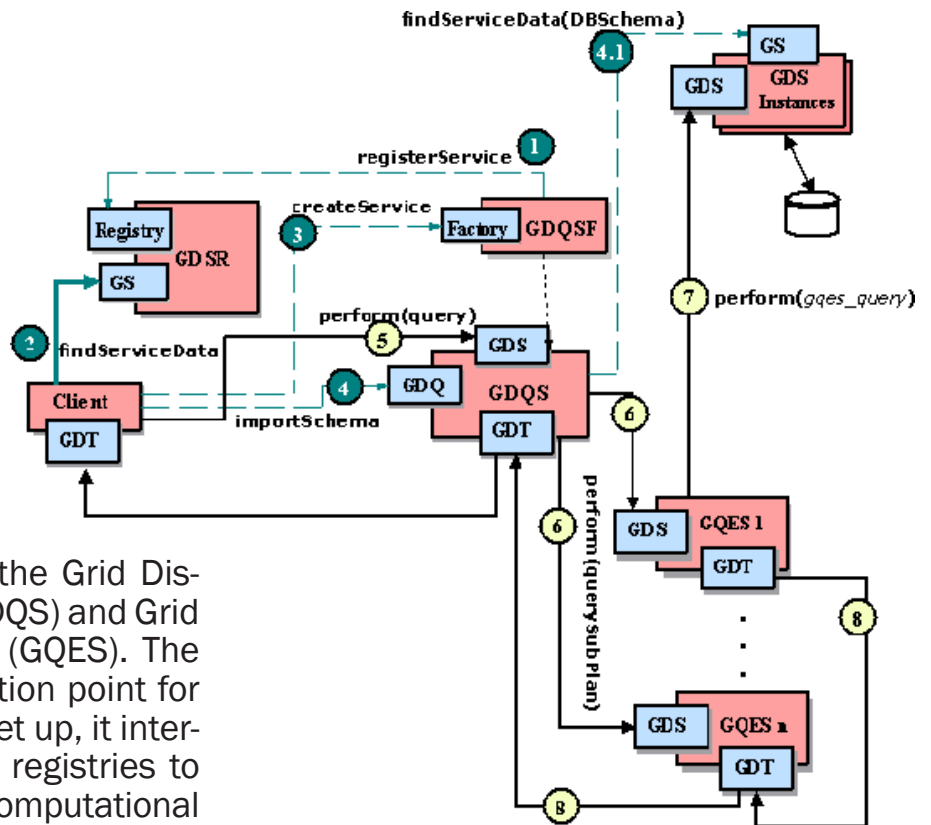 findServiceData(DBSchema)
4.1
GS
GDS
GDS
Instances
1
registerService
createService
3
Registry
GDSR
GS
Factory
GDQSF
7
perform(gqes_query)
perform(query)
5
2
findServiceData
GDS
Client
GDT
4
GDQ
GDQS
importSchema
GDT
6
6
perform(querysubPlan)
GDS
GQES 1
GDT
8
GDS
GQES n
GDT
8
the Grid Dis-
DQS) and Grid
(GQES). The
tion point for
et up, it inter-
registries to
omputational